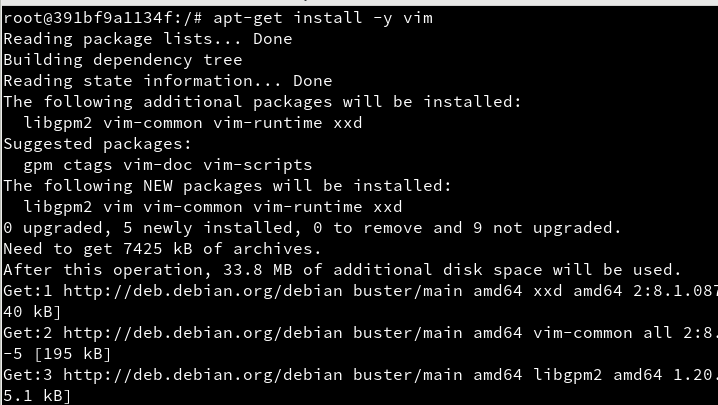 root@391bf9a1134f:/# apt-get install -y vim
Reading package lists... Done
Building dependency tree
Reading state information... Done
The following additional packages will be installed:
  libgpm2 vim-common vim-runtime xxd
Suggested packages:
  gpm ctags vim-doc vim-scripts
The following NEW packages will be installed:
  libgpm2 vim vim-common vim-runtime xxd
0 upgraded, 5 newly installed, 0 to remove and 9 not upgraded.
Need to get 7425 kB of archives.
After this operation, 33.8 MB of additional disk space will be used.
Get:1 http://deb.debian.org/debian buster/main amd64 xxd amd64 2:8.1.087
40 kB]
Get:2 http://deb.debian.org/debian buster/main amd64 vim-common all 2:8.
-5 [195 kB]
Get:3 http://deb.debian.org/debian buster/main amd64 libgpm2 amd64 1.20.
5.1 kB]